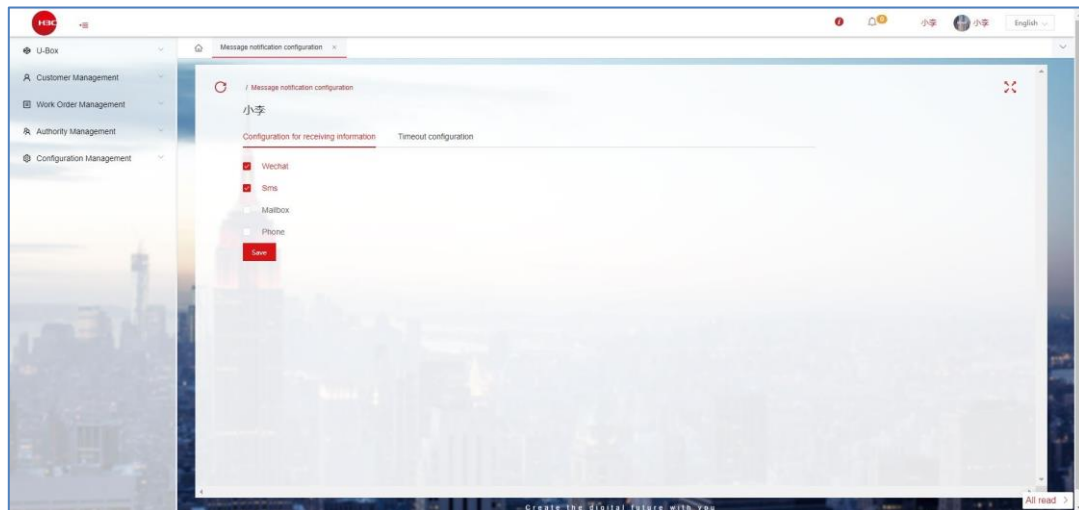 H3C
0
小李
小李
English
U-Box
Message notification configuration ×
Customer Management
Work Order Management
Authority Management
Configuration Management
/ Message notification configuration
小李
Configuration for receiving information Timeout configuration
Wechat
Sms
Mailbox
Phone
Save
All read >
Create the digital future with you